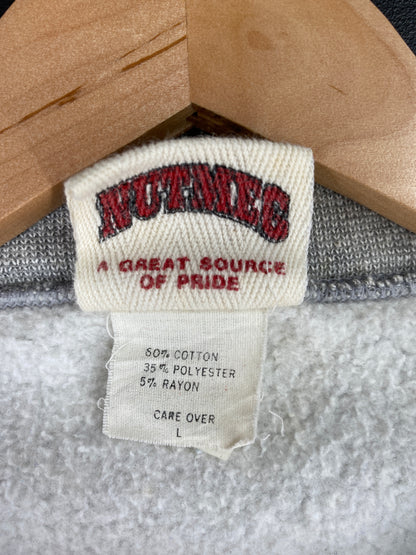 NUTMEG
A GREAT SOURCE
OF PRIDE
60% COTTON
35% POLYESTER
5% RAYON
CARE OVER
L